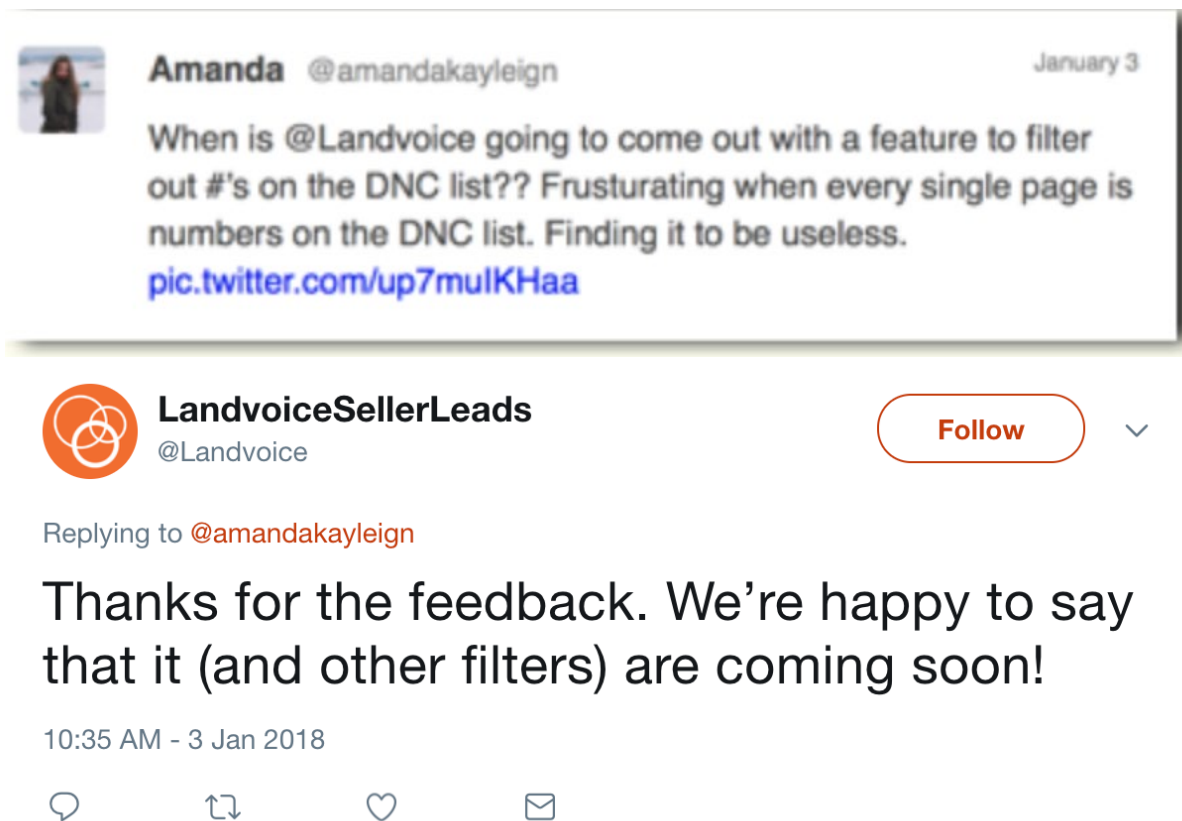 Amanda @amandakayleign January 3
When is @Landvoice going to come out with a feature to filter
out #'s on the DNC list?? Frusturating when every single page is
numbers on the DNC list. Finding it to be useless.
pic.twitter.com/up7mulKHaa
LandvoiceSellerLeads
@Landvoice
Follow
Replying to @amandakayleign
Thanks for the feedback. We’re happy to say
that it (and other filters) are coming soon!
10:35 AM - 3 Jan 2018